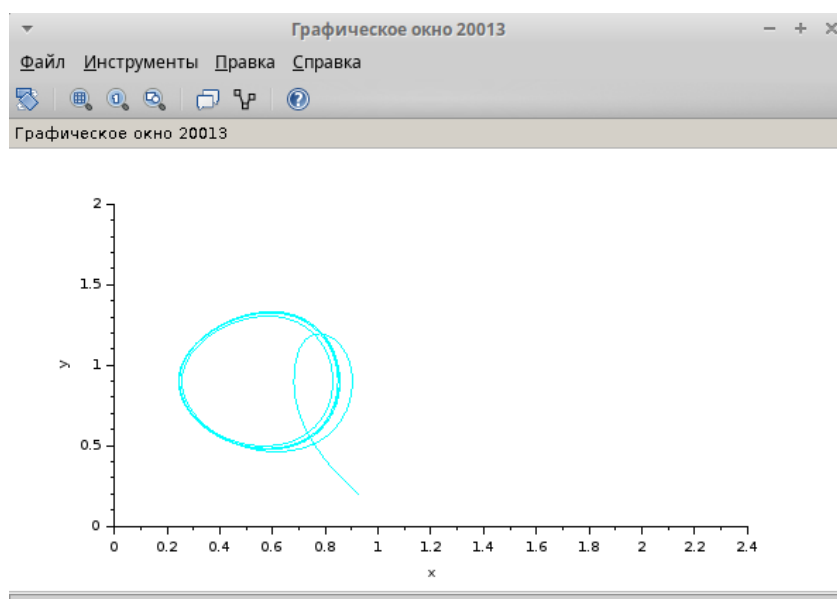 Графическое окно 20013
Файл Инструменты Правка Справка
Графическое окно 20013
2
1.5
y 1
0.5
0
0 0.2 0.4 0.6 0.8 1 1.2 1.4 1.6 1.8 2 2.2 2.4
x